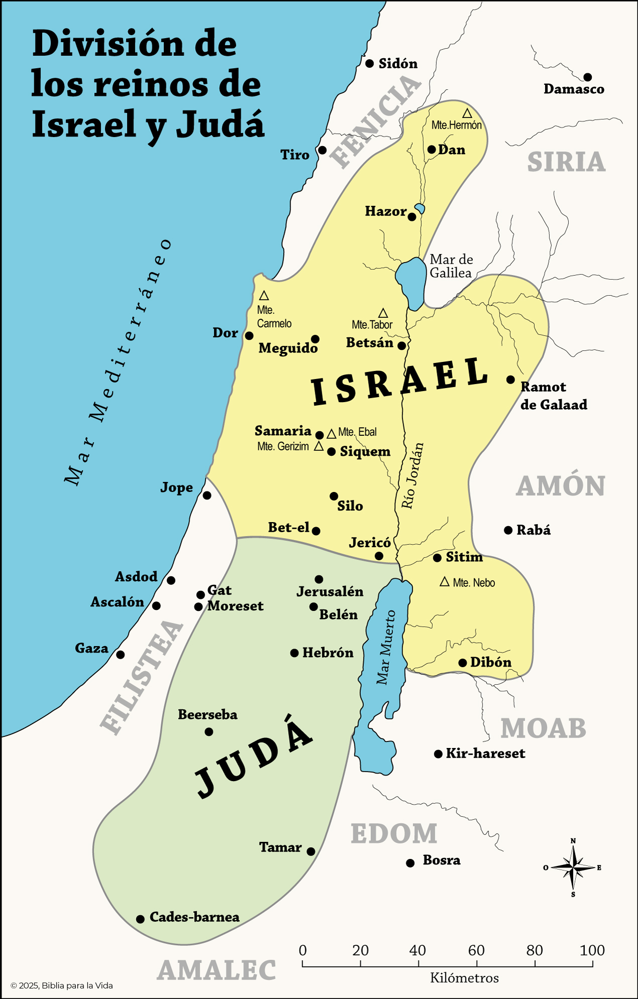 División de
los reinos de
Israel y Judá
Sidón
Damasco
FENICIA
Mte.Hermón
Dan
Tiro
SIRIA
Hazor
Mar de
Galilea
Mar Mediterráneo
Mte.
Carmelo
Mte.Tabor
Dor
Meguido
Betsán
ISRAEL
Ramot
de Galaad
Samaria
Mte. Ebal
Mte. Gerizim
Siquem
Río Jordán
AMÓN
Jope
Silo
Bet-el
Rabá
Jericó
Sitim
Asdod
Jerusalén
Mte. Nebo
Gat
Ascalón
Moreset
Belén
Mar Muerto
Gaza
Hebrón
Dibón
FILISTEA
Beerseba
MOAB
JUDÁ
Kir-hareset
EDOM
Tamar
Bosra
N
O
E
S
Cades-barnea
0 20 40 60 80 100
Kilómetros
AMALEC
© 2025, Biblia para la Vida